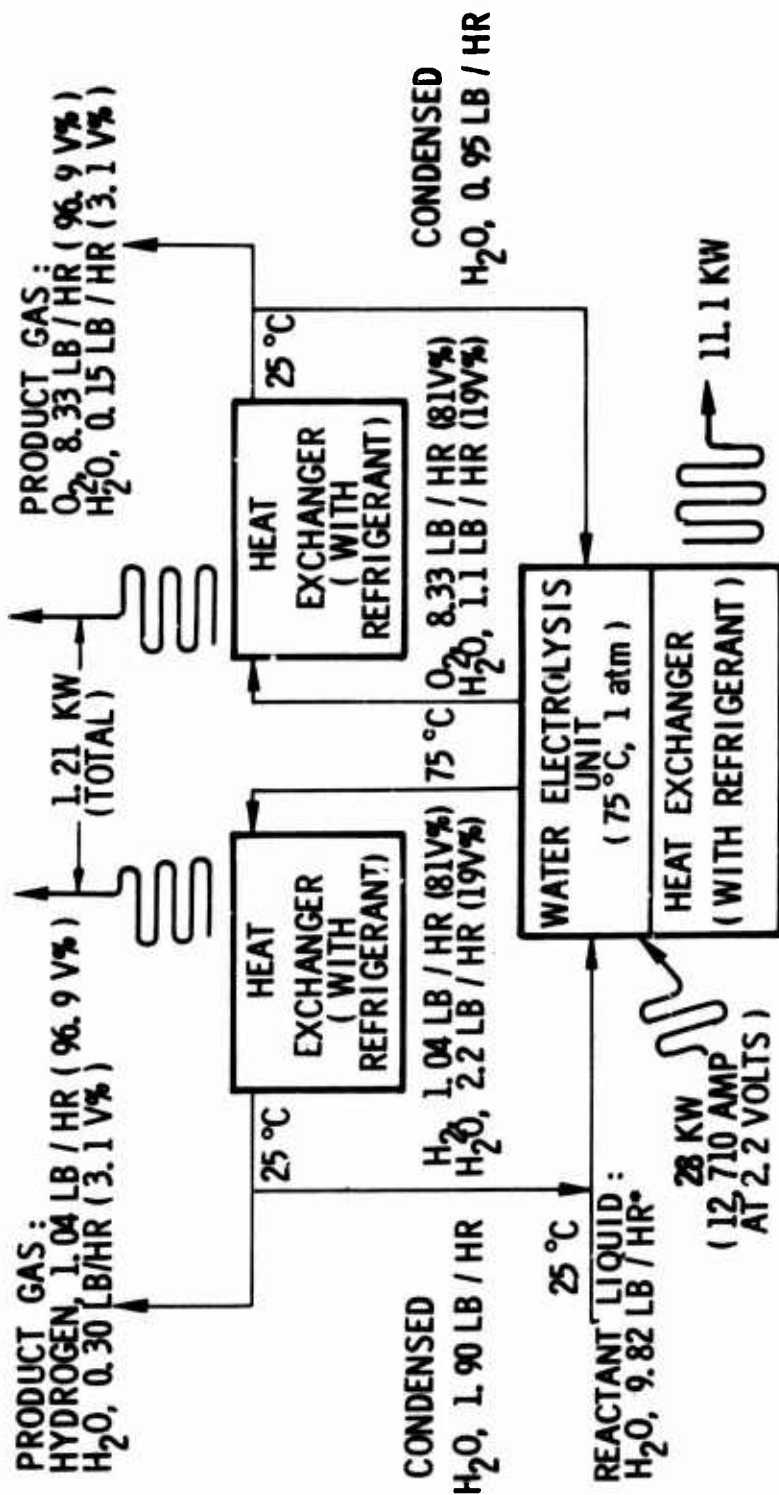 PRODUCT GAS:
HYDROGEN, 1.04 LB / HR ( 96.9 V%)
H2O, 0.30 LB/HR ( 3.1 V%)
1.21 KW
(TOTAL)
PRODUCT GAS :
O2, 8.33 LB / HR ( 96.9 V%)
H2O, 0.15 LB / HR ( 3.1 V%)
25 °C
HEAT
EXCHANGER
( WITH
REFRIGERANT)
HEAT
EXCHANGER
( WITH
REFRIGERANT)
25 °C
CONDENSED
H2O, 1.90 LB / HR
H2, 1.04 LB / HR (81V%)
H2O, 2.2 LB / HR (19V%)
75 °C
O2, 8.33 LB / HR (81V%)
H2O, 1.1 LB / HR (19V%)
CONDENSED
H2O, 0.95 LB / HR
25 °C
REACTANT LIQUID :
H2O, 9.82 LB / HR*
WATER ELECTROLYSIS
UNIT
( 75 °C, 1 atm )
HEAT EXCHANGER
( WITH REFRIGERANT )
28 KW
( 12, 710 AMP
AT 2.2 VOLTS )
11.1 KW